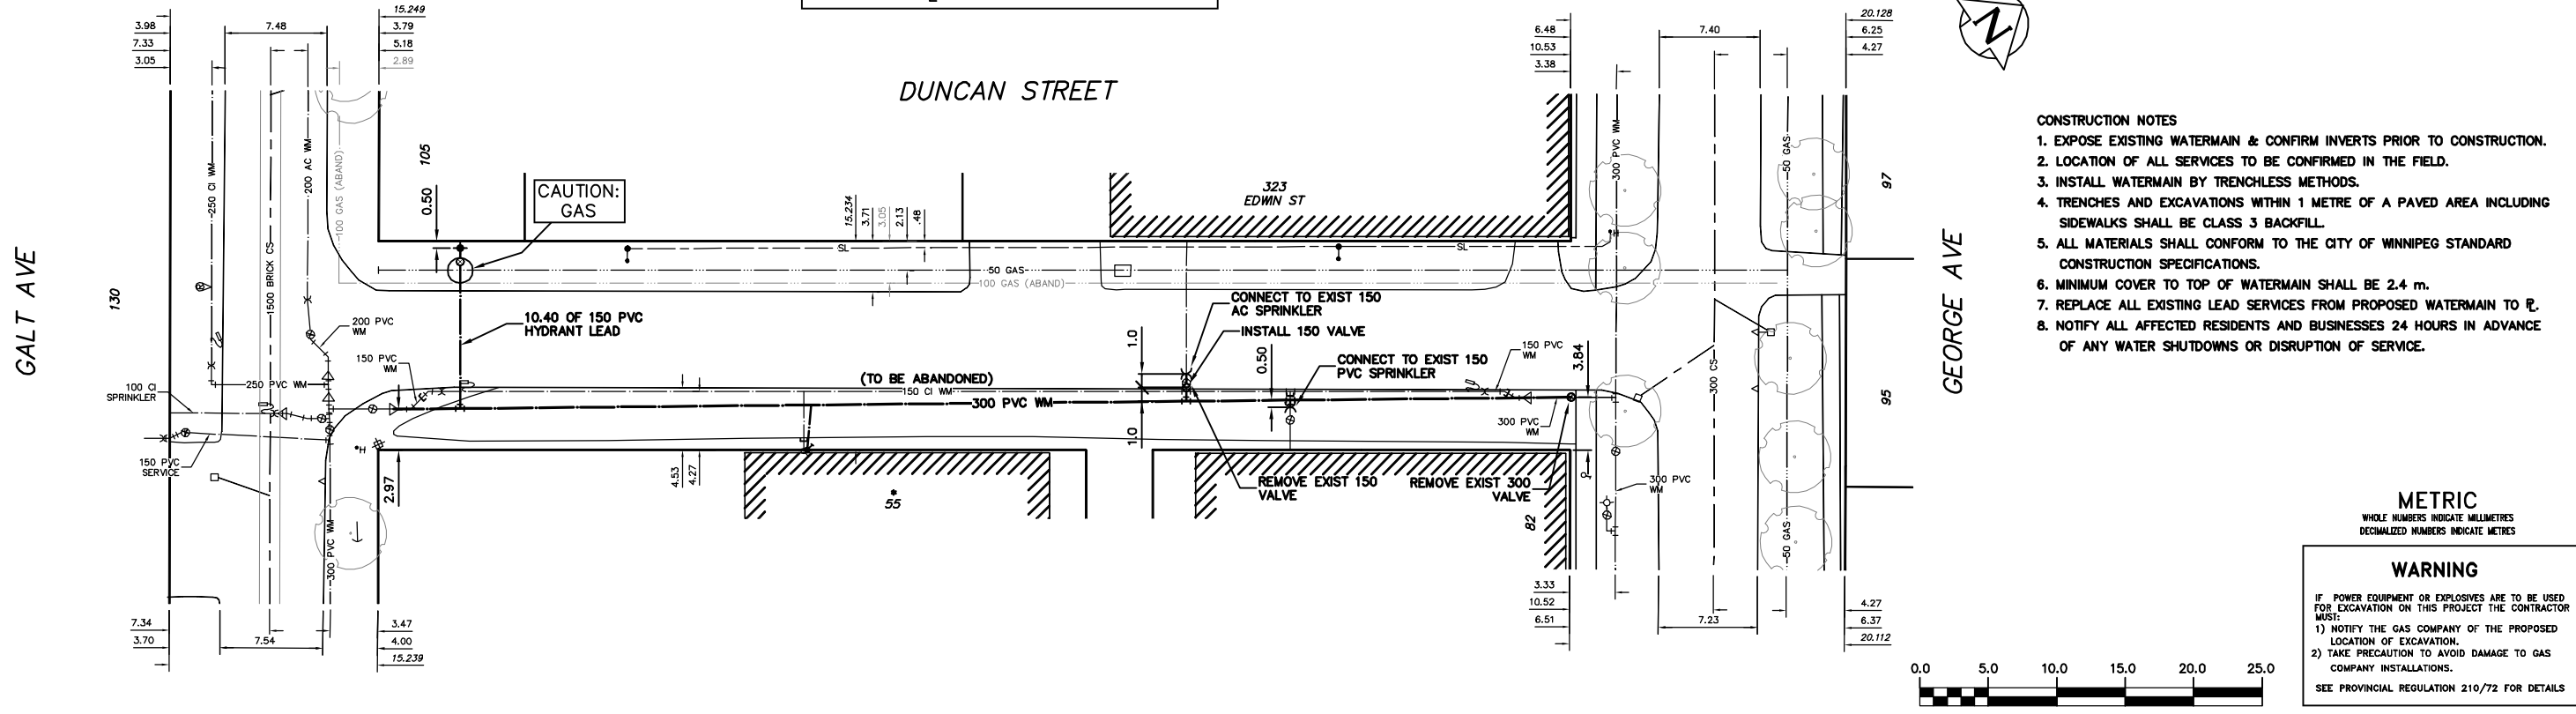 15.249
3.98
7.48
3.79
7.33
5.18
3.05
2.89
6.48
7.40
20.128
10.53
6.25
3.38
4.27
N
DUNCAN STREET
GALT AVE
GEORGE AVE
130
105
0.50
CAUTION:
GAS
250 CI WM
1500 BRICK CS
200 AC WM
100 GAS (ABAND)
15.234
3.71
3.05
2.13
.48
323
EDWIN ST
300 PVC WM
50 GAS
97
SL
SL
50 GAS
100 GAS (ABAND)
H
10.40 OF 150 PVC
HYDRANT LEAD
200 PVC
WM
150 PVC
WM
100 CI
SPRINKLER
250 PVC WM
150 PVC
SERVICE
CONNECT TO EXIST 150
AC SPRINKLER
INSTALL 150 VALVE
1.0
0.50
CONNECT TO EXIST 150
PVC SPRINKLER
150 PVC
WM
3.84
(TO BE ABANDONED)
150 CI WM
300 PVC WM
300 CS
1.0
300 PVC
WM
95
H
2.97
4.53
4.27
55
REMOVE EXIST 150
VALVE
REMOVE EXIST 300
VALVE
82
300 PVC
WM
300 PVC WM
50 GAS
7.34
3.70
7.54
3.47
4.00
15.239
3.33
10.52
6.51
7.23
4.27
6.37
20.112
CONSTRUCTION NOTES
1. EXPOSE EXISTING WATERMAIN & CONFIRM INVERTS PRIOR TO CONSTRUCTION.
2. LOCATION OF ALL SERVICES TO BE CONFIRMED IN THE FIELD.
3. INSTALL WATERMAIN BY TRENCHLESS METHODS.
4. TRENCHES AND EXCAVATIONS WITHIN 1 METRE OF A PAVED AREA INCLUDING
SIDEWALKS SHALL BE CLASS 3 BACKFILL.
5. ALL MATERIALS SHALL CONFORM TO THE CITY OF WINNIPEG STANDARD
CONSTRUCTION SPECIFICATIONS.
6. MINIMUM COVER TO TOP OF WATERMAIN SHALL BE 2.4 m.
7. REPLACE ALL EXISTING LEAD SERVICES FROM PROPOSED WATERMAIN TO ⅊.
8. NOTIFY ALL AFFECTED RESIDENTS AND BUSINESSES 24 HOURS IN ADVANCE
OF ANY WATER SHUTDOWNS OR DISRUPTION OF SERVICE.
METRIC
WHOLE NUMBERS INDICATE MILLIMETRES
DECIMALIZED NUMBERS INDICATE METRES
WARNING
IF POWER EQUIPMENT OR EXPLOSIVES ARE TO BE USED
FOR EXCAVATION ON THIS PROJECT THE CONTRACTOR
MUST:
1) NOTIFY THE GAS COMPANY OF THE PROPOSED
LOCATION OF EXCAVATION.
2) TAKE PRECAUTION TO AVOID DAMAGE TO GAS
COMPANY INSTALLATIONS.
SEE PROVINCIAL REGULATION 210/72 FOR DETAILS
0.0 5.0 10.0 15.0 20.0 25.0